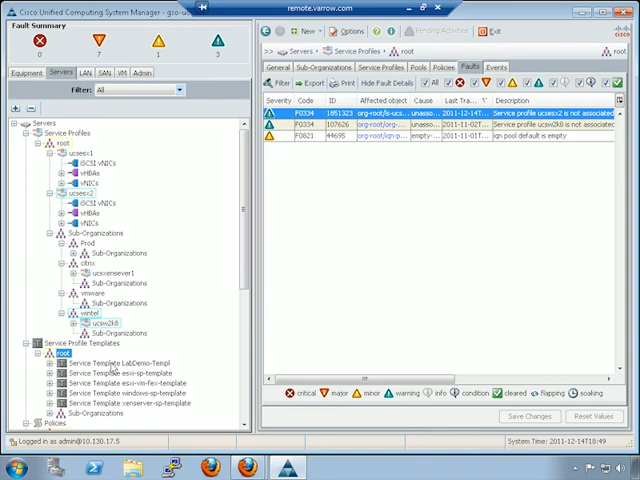 remote.varrow.com
Cisco Unified Computing System Manager - gso-uc
Fault Summary
0 7 1 3
Equipment Servers LAN SAN VM Admin
Filter: All
Servers
Service Profiles
root
ucsesx1
iSCSI vNICs
vHBAs
vNICs
ucsesx2
iSCSI vNICs
vHBAs
vNICs
Sub-Organizations
Prod
Sub-Organizations
citrix
ucsxensever1
Sub-Organizations
vmware
Sub-Organizations
wintel
ucsw2k8
Sub-Organizations
Service Profile Templates
root
Service Template LabDemo-Templ
Service Template esxi-sp-template
Service Template esxi-vm-fex-template
Service Template windows-sp-template
Service Template xenserver-sp-template
Sub-Organizations
Policies
Logged in as admin@10.130.17.5
New Options Pending Activities Exit
>> Servers Service Profiles root root
General Sub-Organizations Service Profiles Pools Policies Faults Events
Filter Export Print Hide Fault Details All
Severity Code ID Affected object Cause Last Tra... Description
F0334 1851323 org-root/ls-ucs... unasso... 2011-12-14T... Service profile ucsesx2 is not associated
F0334 107626 org-root/org-... unasso... 2011-11-02T... Service profile ucsw2k8 is not associated
F0821 44695 org-root/iqn-p... empty-... 2011-11-01T... iqn pool default is empty
critical major minor warning info condition cleared flapping soaking
Save Changes Reset Values
System Time: 2011-12-14T18:49